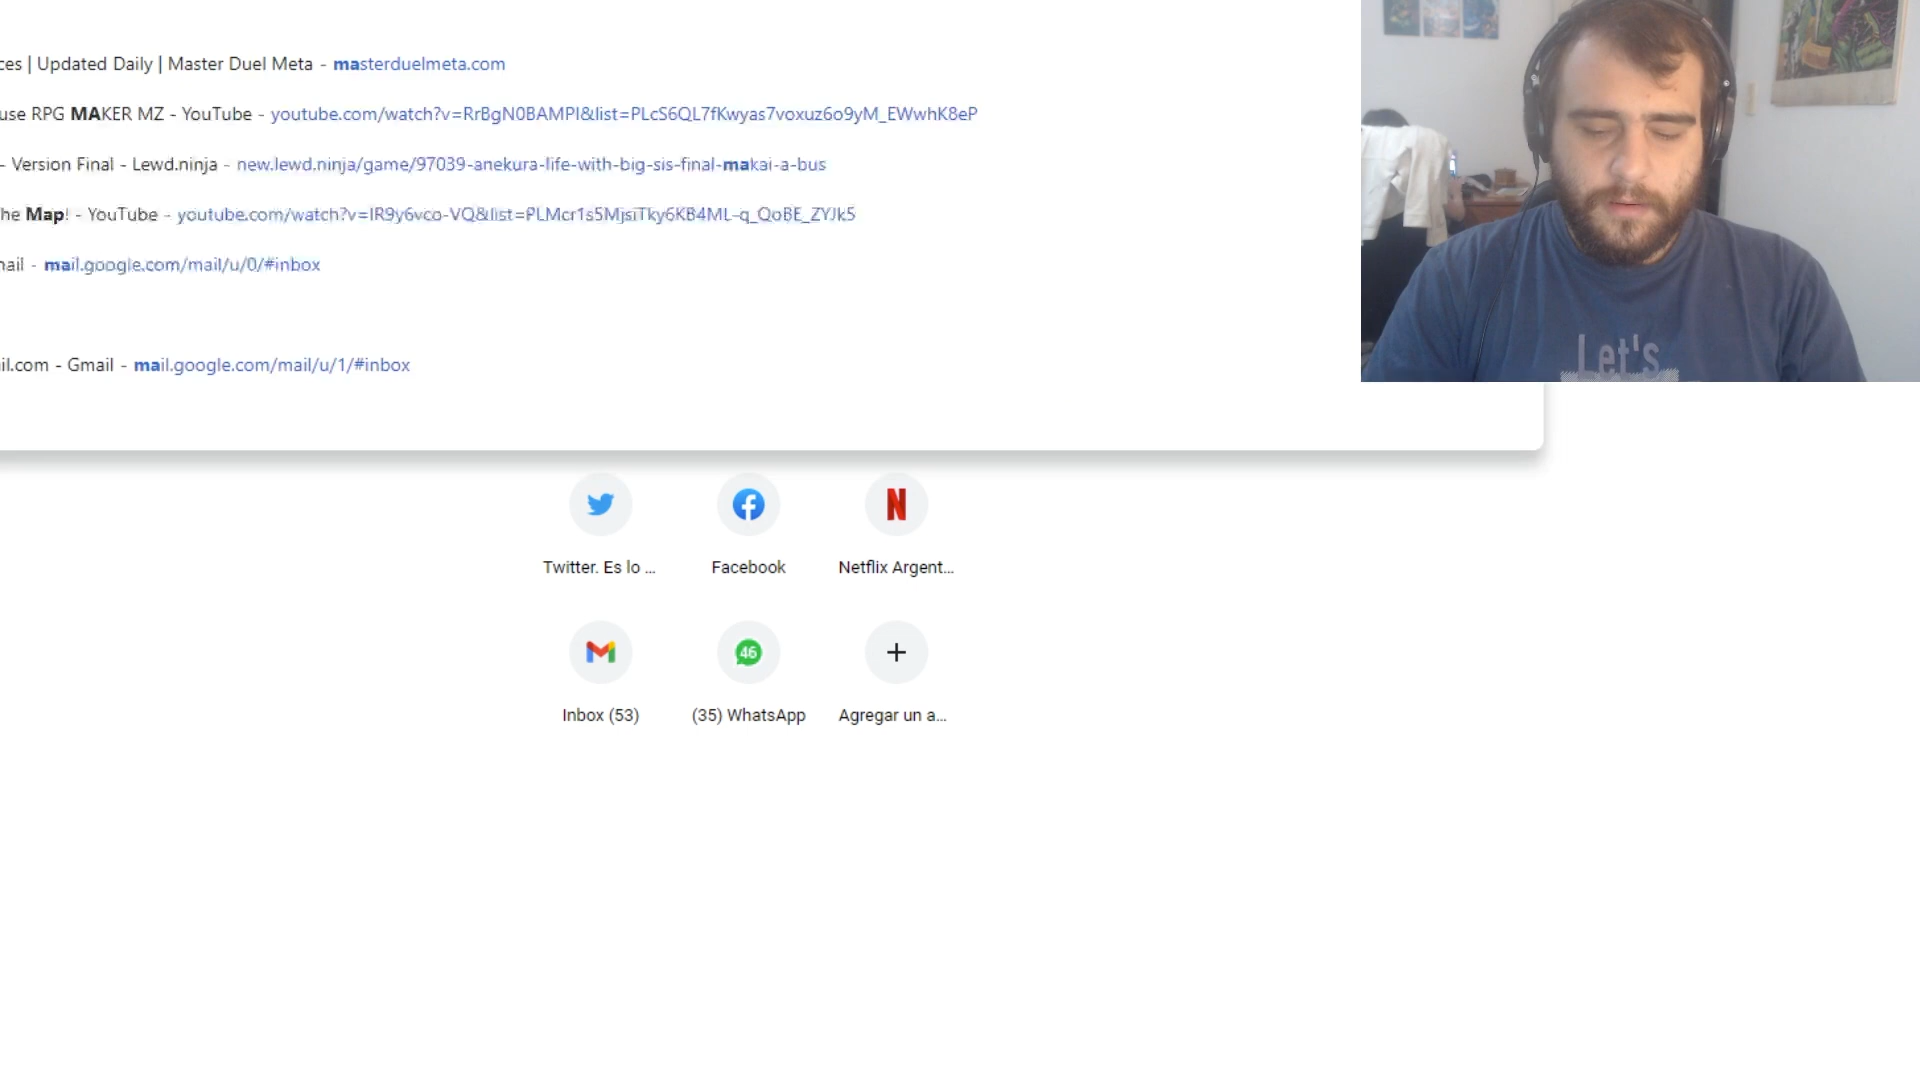 ces | Updated Daily | Master Duel Meta - masterduelmeta.com
use RPG MAKER MZ - YouTube - youtube.com/watch?v=RrBgN0BAMPI&list=PLcS6QL7fKwyas7voxuz6o9yM_EWwhK8eP
- Version Final - Lewd.ninja - new.lewd.ninja/game/97039-anekura-life-with-big-sis-final-makai-a-bus
he Map! - YouTube - youtube.com/watch?v=IR9y6vco-VQ&list=PLMcr1s5MjsiTky6KB4ML-q_QoBE_ZYJk5
nail - mail.google.com/mail/u/0/#inbox
il.com - Gmail - mail.google.com/mail/u/1/#inbox
Let's
Twitter. Es lo ...
Facebook
Netflix Argent...
46
Inbox (53)
(35) WhatsApp
Agregar un a...